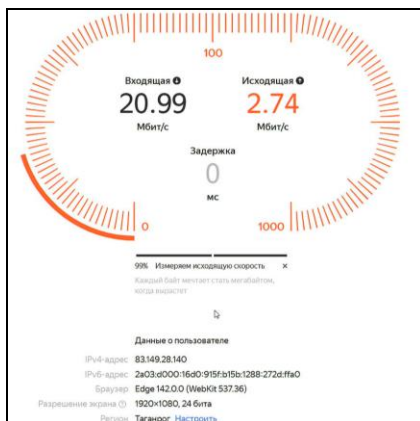 100
Входящая Исходящая
20.99 2.74
Мбит/с Мбит/с
Задержка
0
мс
0 1000
99% Измеряем исходящую скорость ×
Каждый байт мечтает стать мегабайтом,
когда вырастет
Данные о пользователе
IPv4-адрес 83.149.28.140
IPv6-адрес 2a03:d000:16d0:915f:b15b:1288:272d:ffa0
Браузер Edge 142.0.0 (WebKit 537.36)
Разрешение экрана 1920×1080, 24 бита
Регион Таганрог Настроить